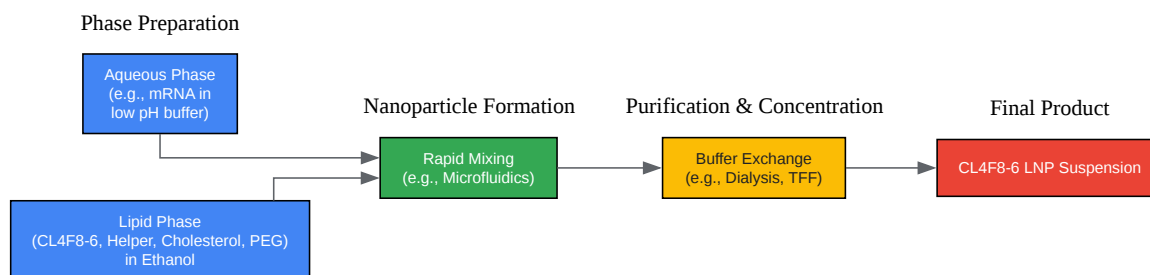 Phase Preparation
Aqueous Phase
(e.g., mRNA in
low pH buffer)
Lipid Phase
(CL4F8-6, Helper, Cholesterol, PEG)
in Ethanol
Nanoparticle Formation
Rapid Mixing
(e.g., Microfluidics)
Purification & Concentration
Buffer Exchange
(e.g., Dialysis, TFF)
Final Product
CL4F8-6 LNP Suspension